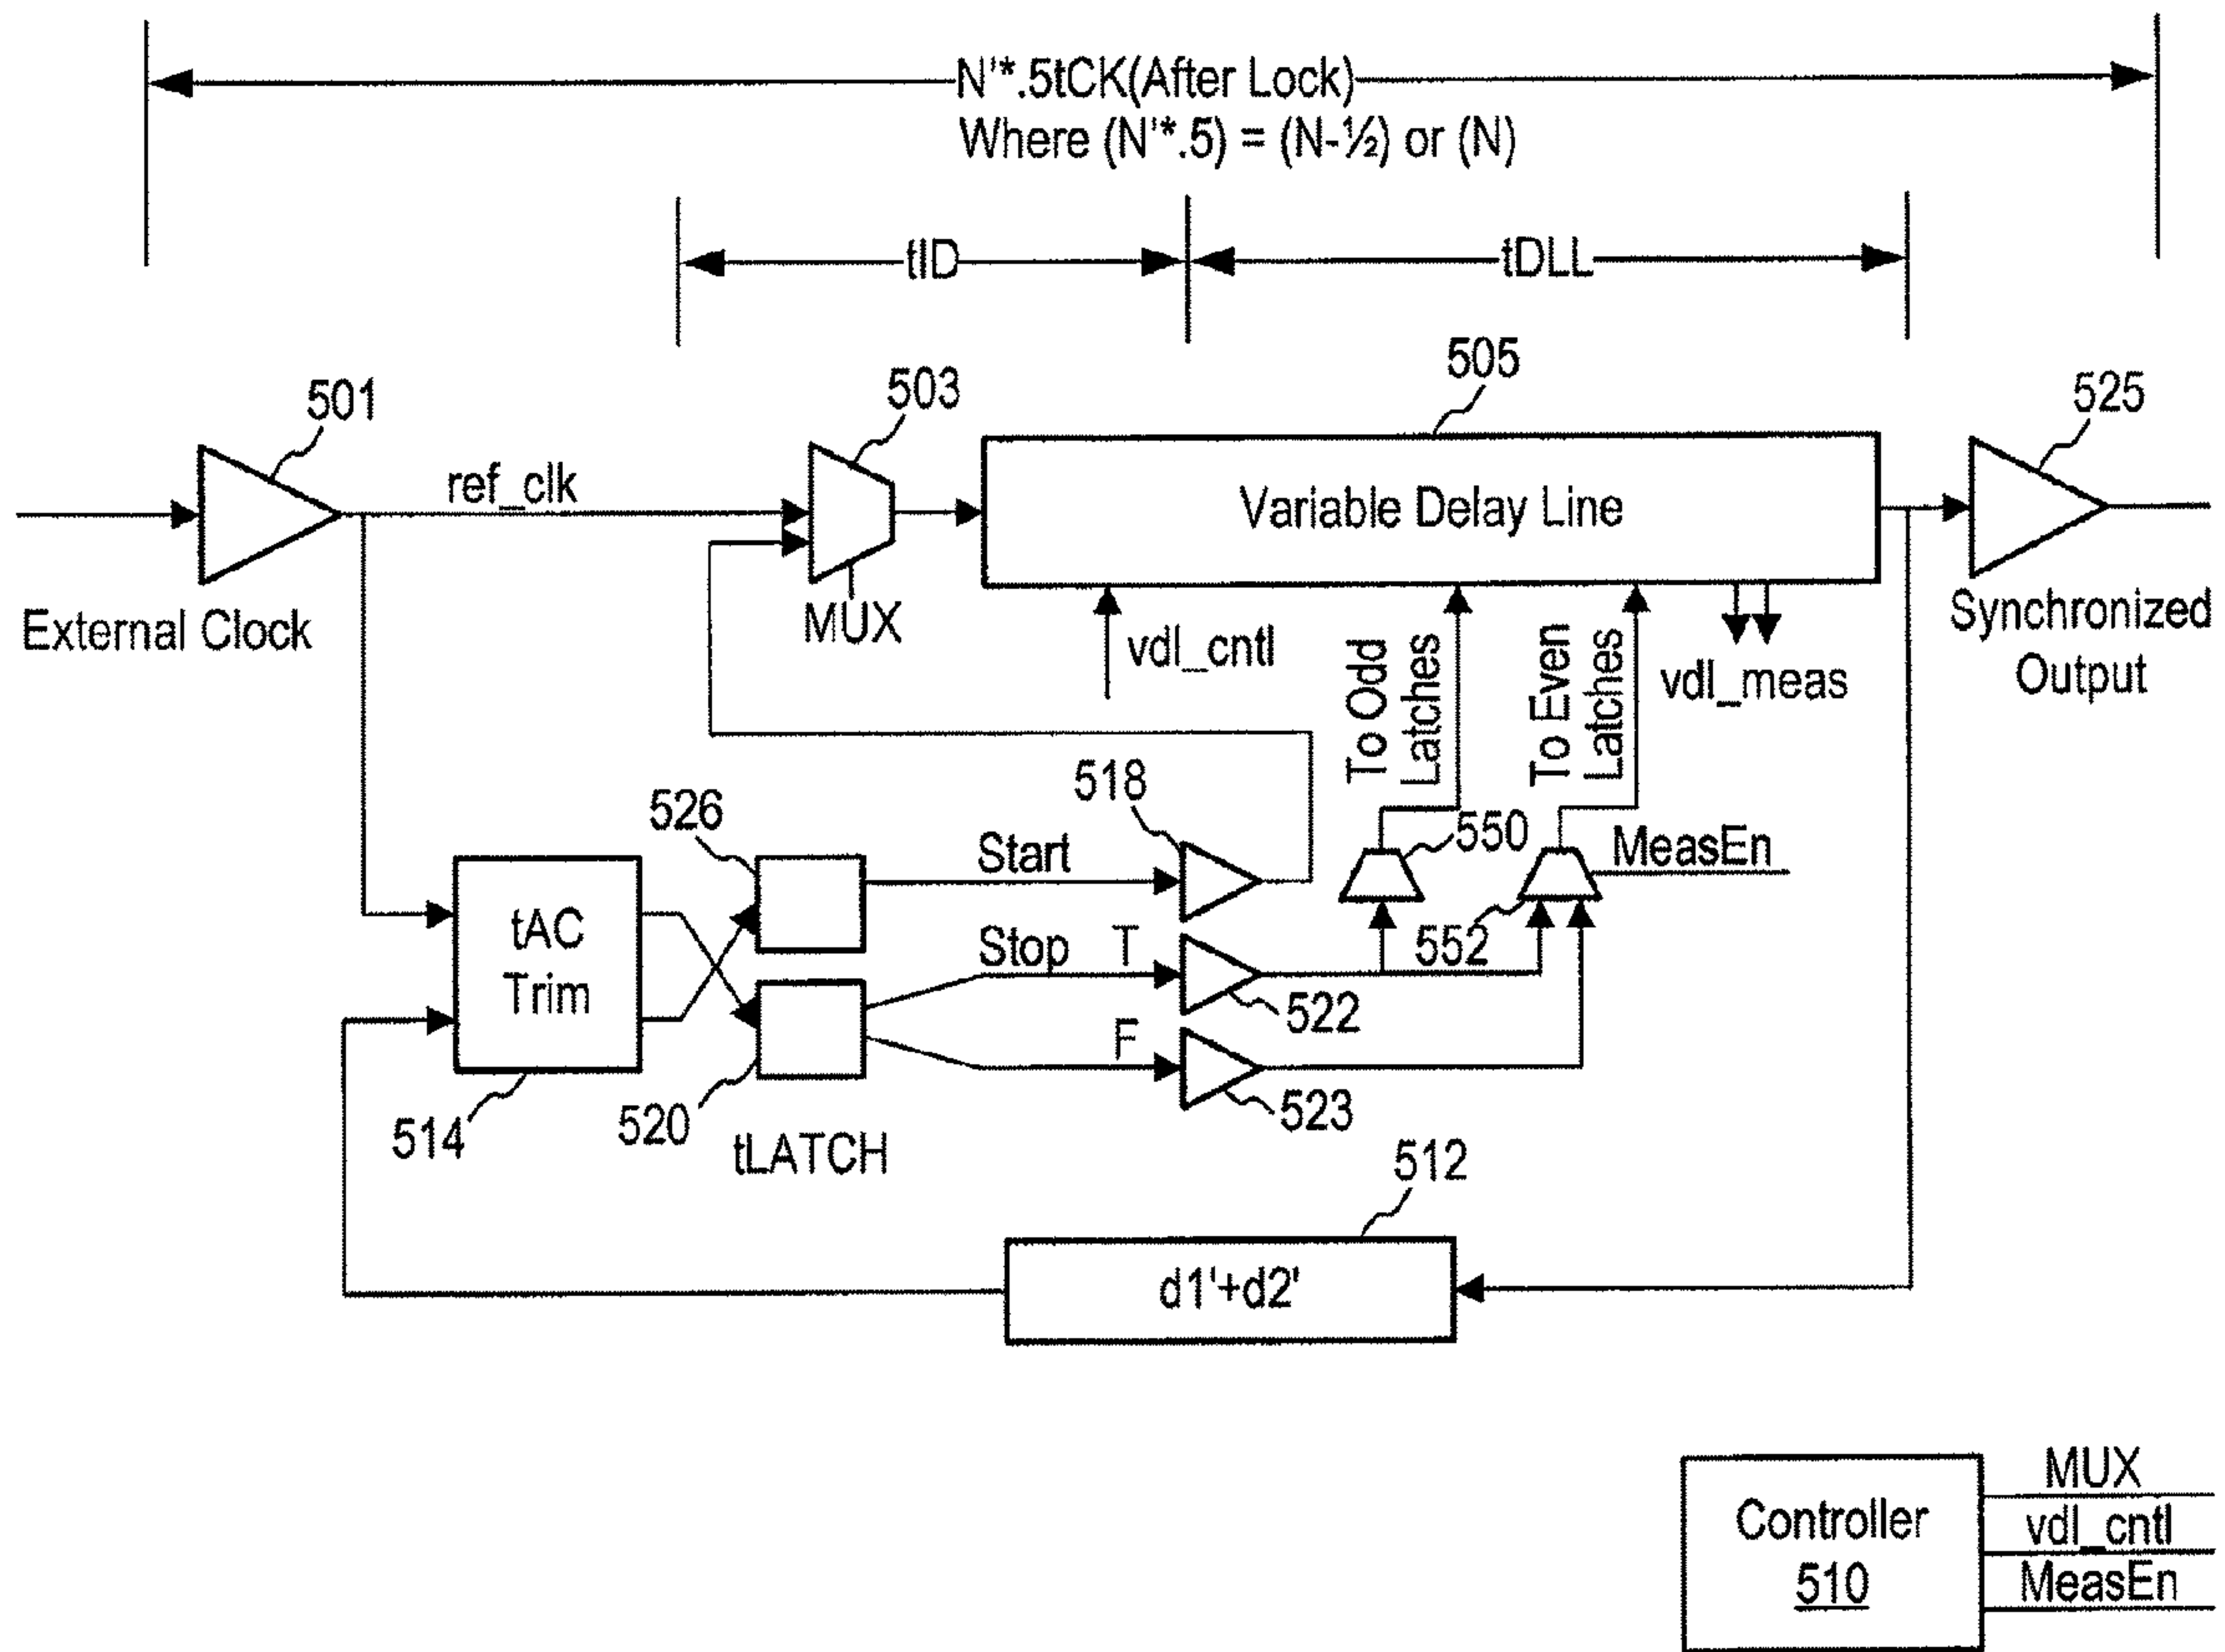 N'*.5tCK(After Lock)
Where (N'*.5) = (N-½) or (N)
tID
tDLL
501
503
505
525
ref_clk
Variable Delay Line
External Clock
MUX
vdl_cntl
To Odd
Latches
To Even
Latches
vdl_meas
Synchronized
Output
526
518
550
MeasEn
Start
tAC
Trim
Stop
T
552
522
F
523
514
520
tLATCH
512
d1'+d2'
Controller
510
MUX
vdl_cntl
MeasEn